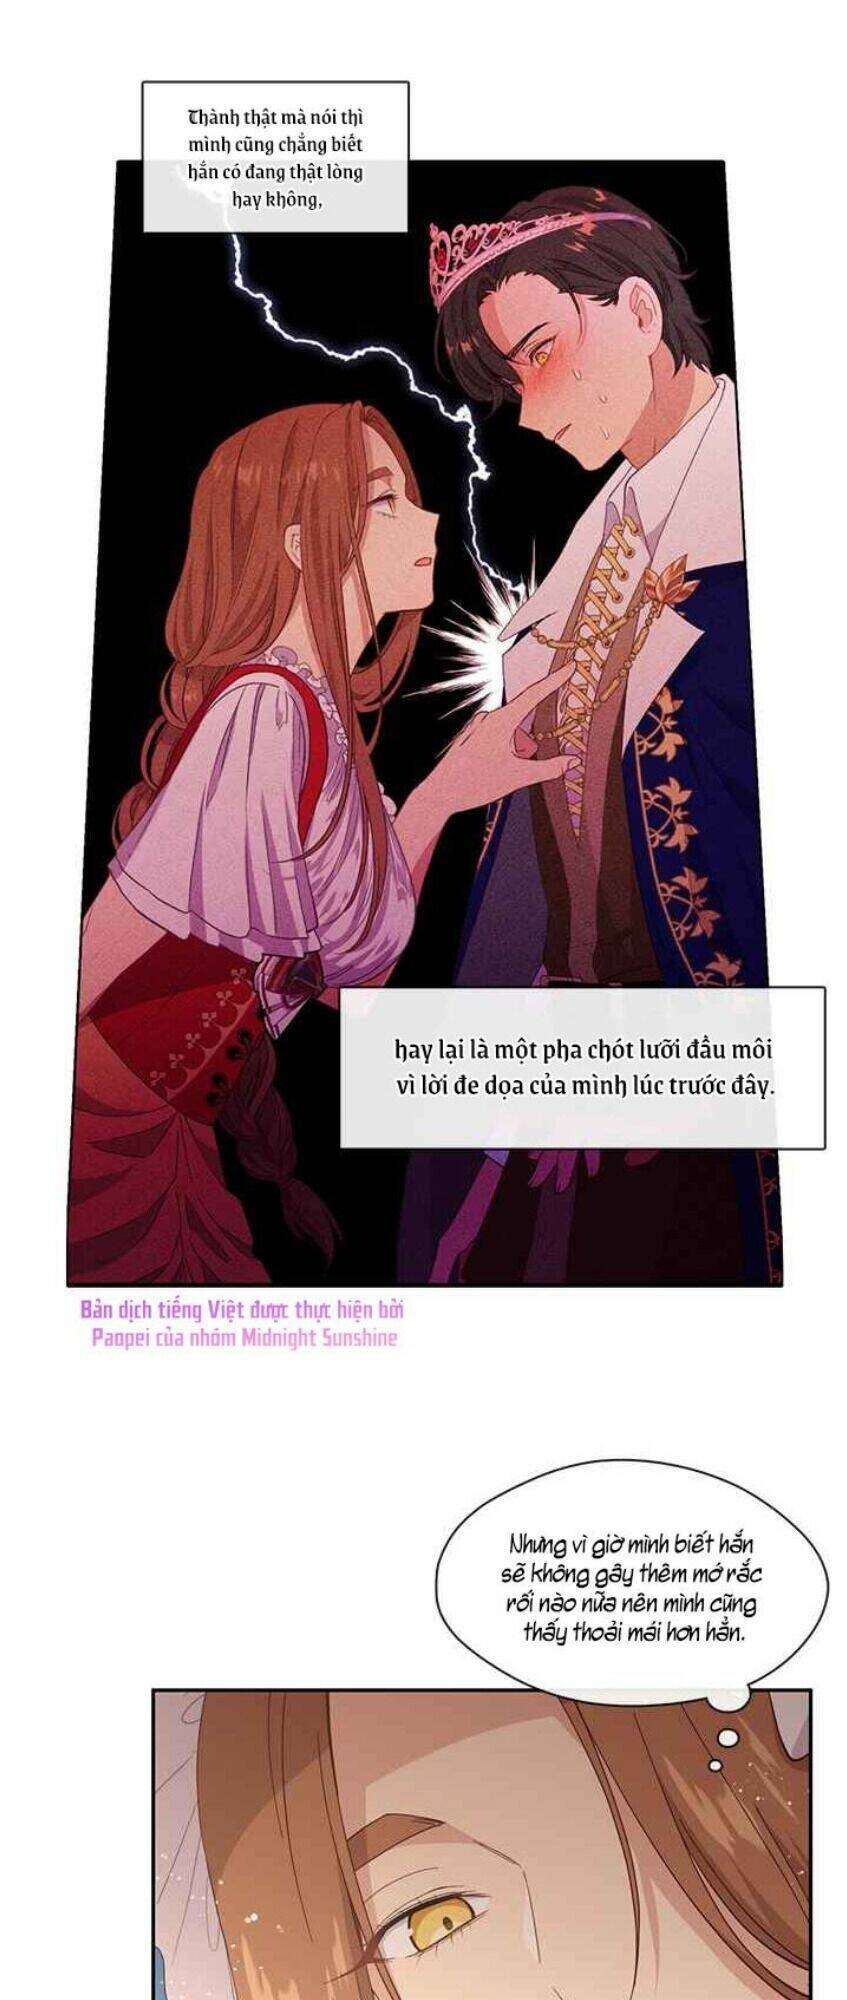 Thành thật mà nói thì
mình cũng chẳng biết
hắn có đang thật lòng
hay không,
hay lại là một pha chót lưỡi đầu môi
vì lời đe dọa của mình lúc trước đây.
Bản dịch tiếng Việt được thực hiện bởi
Paopei của nhóm Midnight Sunshine
Nhưng vì giờ mình biết hắn
sẽ không gây thêm mớ rắc
rối nào nữa nên mình cũng
thấy thoải mái hơn hẳn.